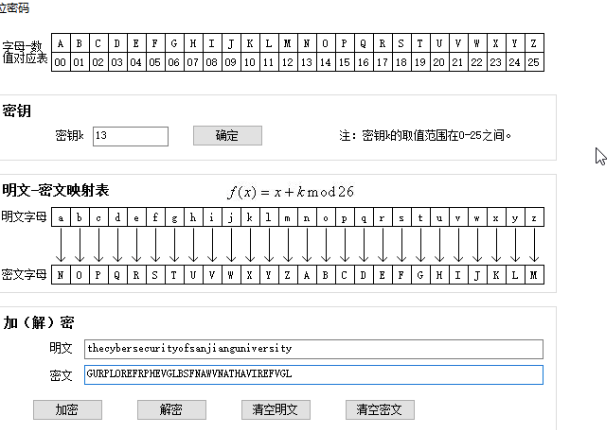 位密码
字母-数值对应表 A B C D E F G H I J K L M N O P Q R S T U V W X Y Z
00 01 02 03 04 05 06 07 08 09 10 11 12 13 14 15 16 17 18 19 20 21 22 23 24 25
密钥
密钥k 13 确定 注：密钥k的取值范围在0-25之间。
明文-密文映射表 f(x) = x + k mod 26
明文字母 a b c d e f g h i j k l m n o p q r s t u v w x y z
密文字母 N O P Q R S T U V W X Y Z A B C D E F G H I J K L M
加（解）密
明文 thecybersecurityofsanjianguniversity
密文 GURPLOREFRPHEVGLBSFNAWVNATHAVIREFVGL
加密 解密 清空明文 清空密文